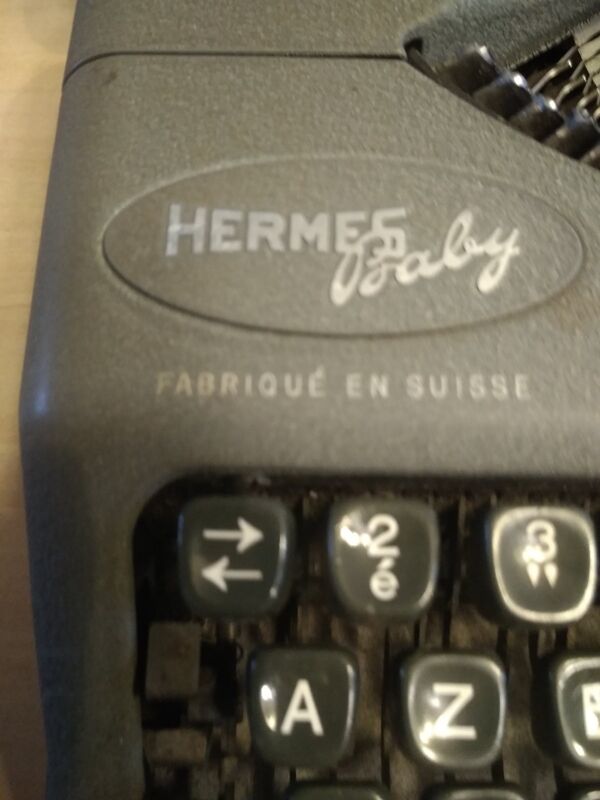 HERMES Baby
FABRIQUÉ EN SUISSE
2 3
é "
A Z